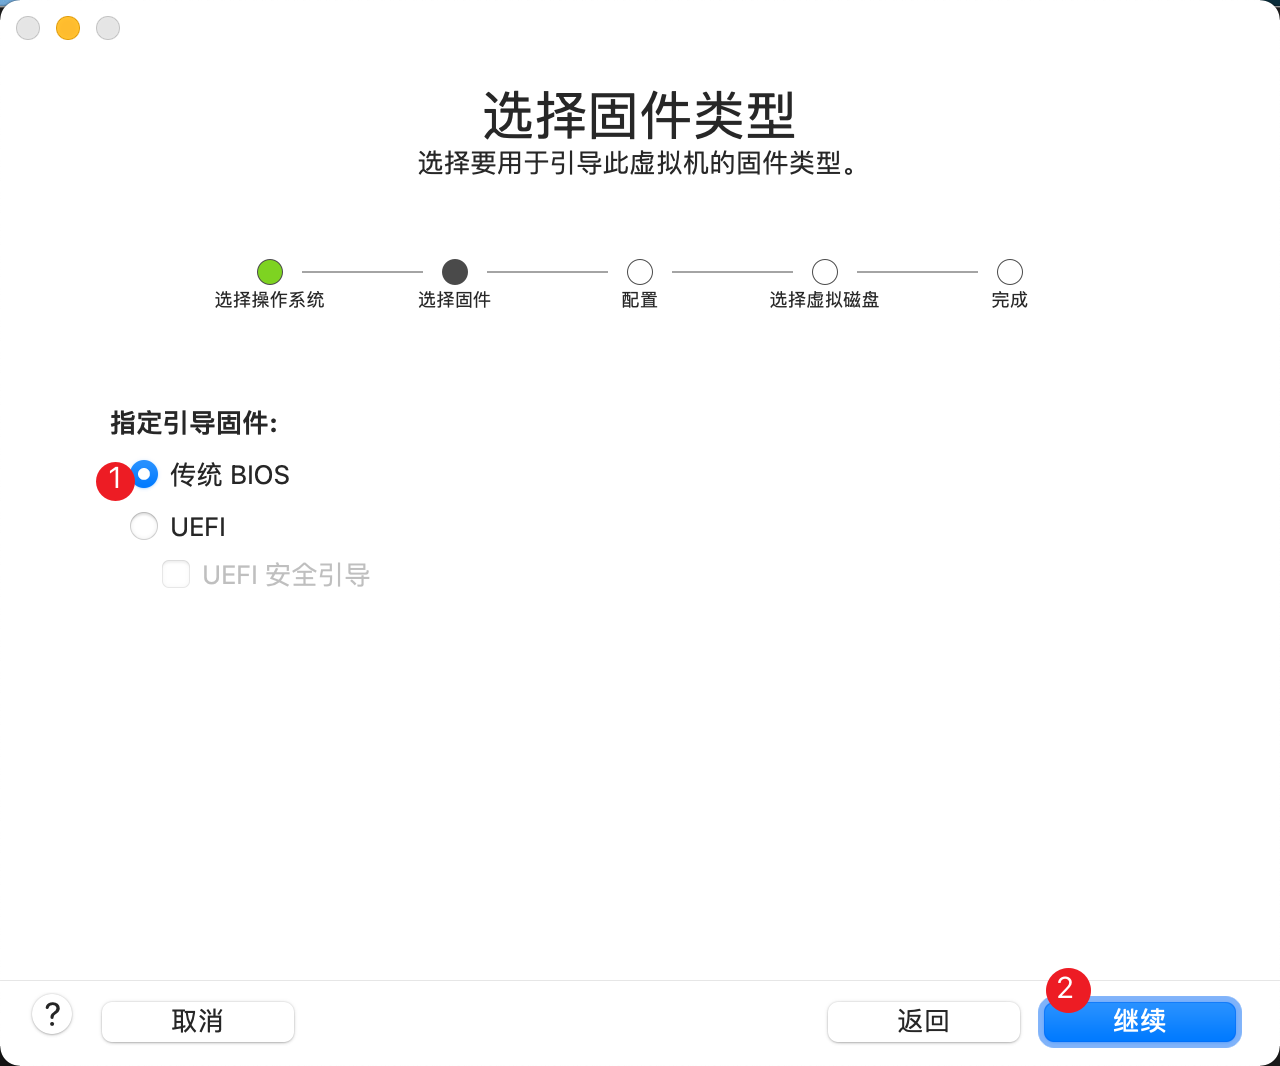 选择固件类型
选择要用于引导此虚拟机的固件类型。
选择操作系统
选择固件
配置
选择虚拟磁盘
完成
指定引导固件:
1
传统 BIOS
UEFI
UEFI 安全引导
?
取消
返回
2
继续